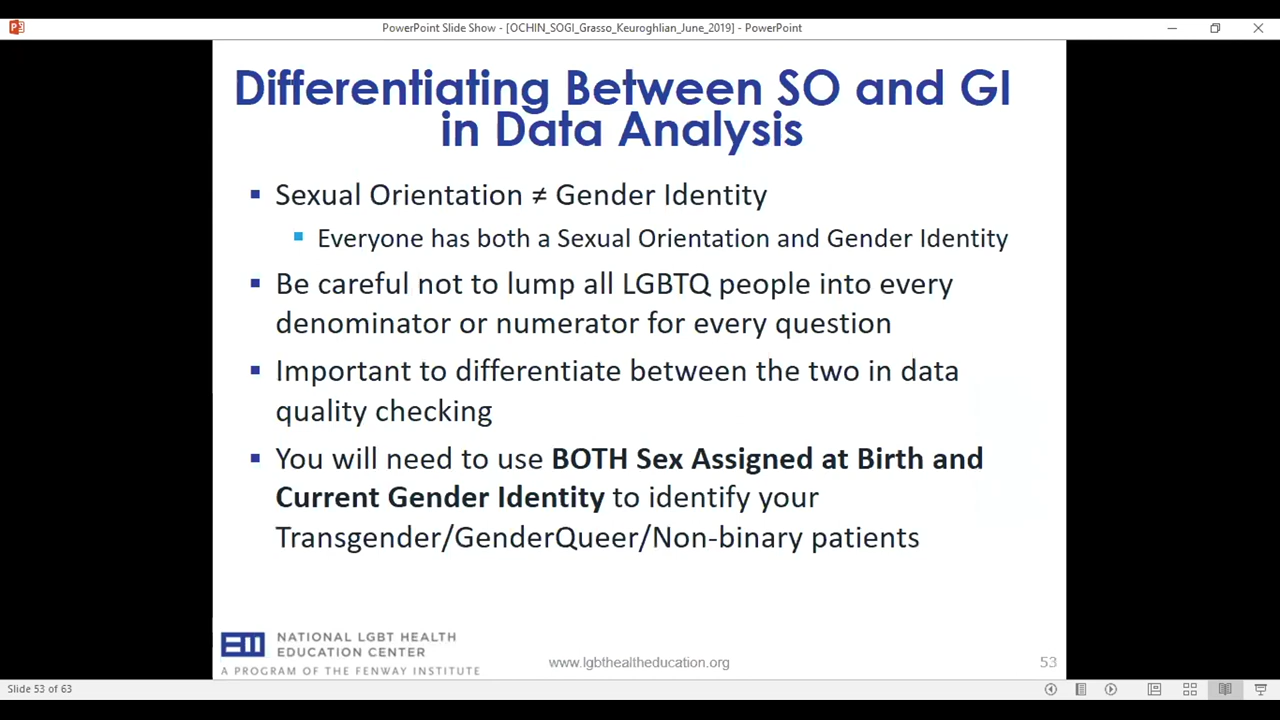 PowerPoint Slide Show - [OCHIN_SOGI_Grasso_Keuroghlian_June_2019] - PowerPoint
Differentiating Between SO and GI
in Data Analysis
Sexual Orientation ≠ Gender Identity
Everyone has both a Sexual Orientation and Gender Identity
Be careful not to lump all LGBTQ people into every
denominator or numerator for every question
Important to differentiate between the two in data
quality checking
You will need to use BOTH Sex Assigned at Birth and
Current Gender Identity to identify your
Transgender/GenderQueer/Non-binary patients
NATIONAL LGBT HEALTH
EDUCATION CENTER
A PROGRAM OF THE FENWAY INSTITUTE
www.lgbthealtheducation.org
53
Slide 53 of 63